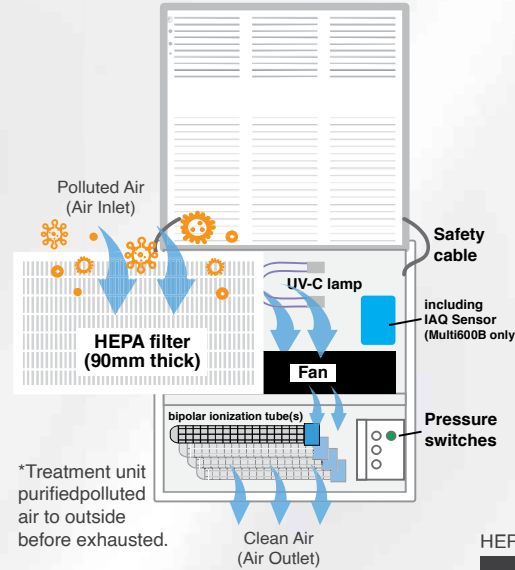 Polluted Air
(Air Inlet)
Safety
cable
UV-C lamp
including
IAQ Sensor
(Multi600B only
HEPA filter
(90mm thick)
Fan
bipolar ionization tube(s)
Pressure
switches
*Treatment unit
purifiedpolluted
air to outside
before exhausted.
Clean Air
(Air Outlet)
HEP